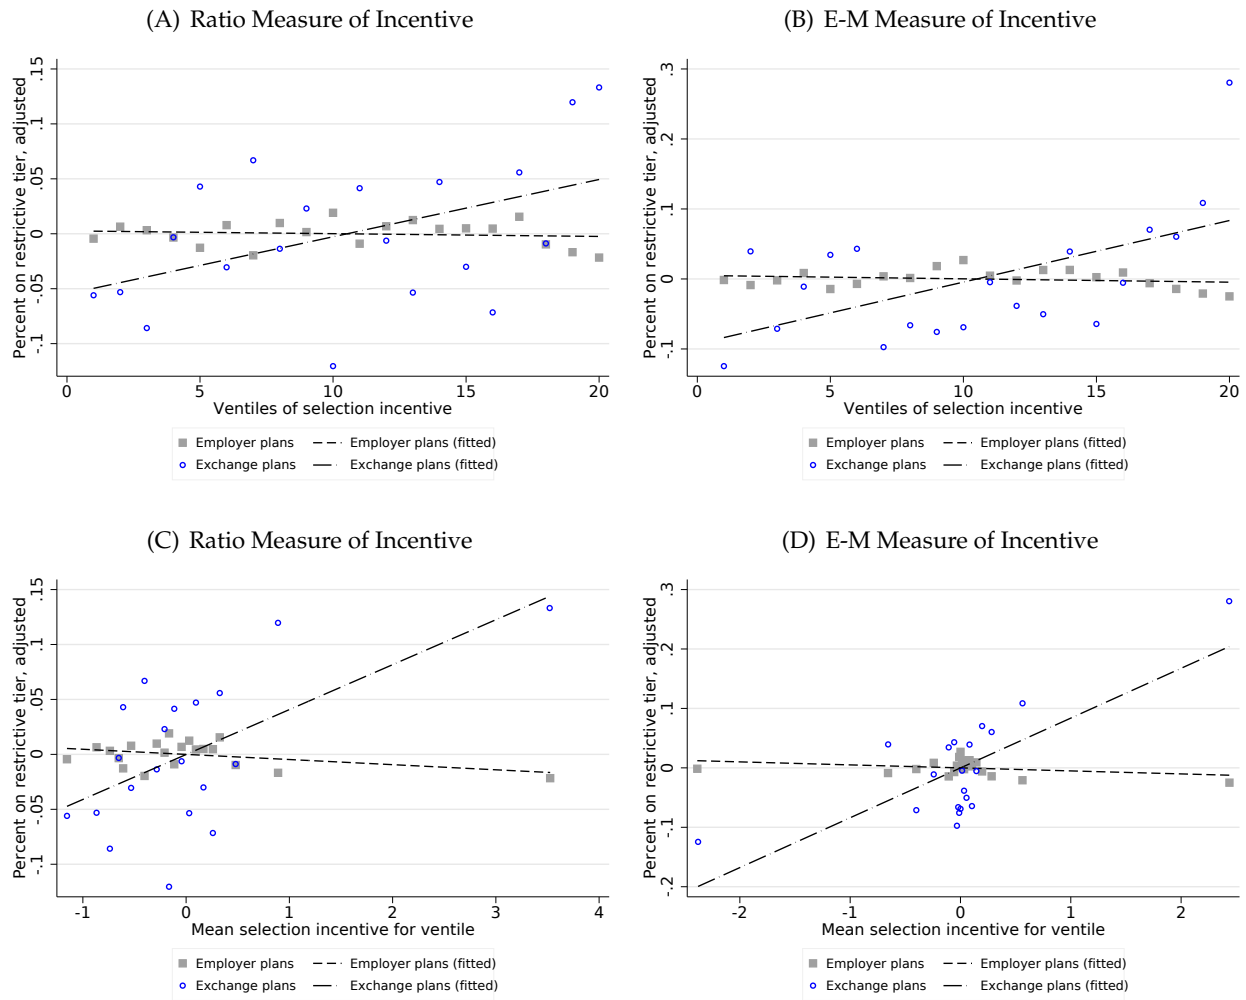 (A) Ratio Measure of Incentive
Percent on restrictive tier, adjusted
.15
.1
.05
0
-.05
-.1
0 5 10 15 20
Ventiles of selection incentive
Employer plans Employer plans (fitted)
Exchange plans Exchange plans (fitted)
(B) E-M Measure of Incentive
Percent on restrictive tier, adjusted
.3
.2
.1
0
-.1
0 5 10 15 20
Ventiles of selection incentive
Employer plans Employer plans (fitted)
Exchange plans Exchange plans (fitted)
(C) Ratio Measure of Incentive
Percent on restrictive tier, adjusted
.15
.1
.05
0
-.05
-.1
-1 0 1 2 3 4
Mean selection incentive for ventile
Employer plans Employer plans (fitted)
Exchange plans Exchange plans (fitted)
(D) E-M Measure of Incentive
Percent on restrictive tier, adjusted
.3
.2
.1
0
-.1
-.2
-2 -1 0 1 2
Mean selection incentive for ventile
Employer plans Employer plans (fitted)
Exchange plans Exchange plans (fitted)